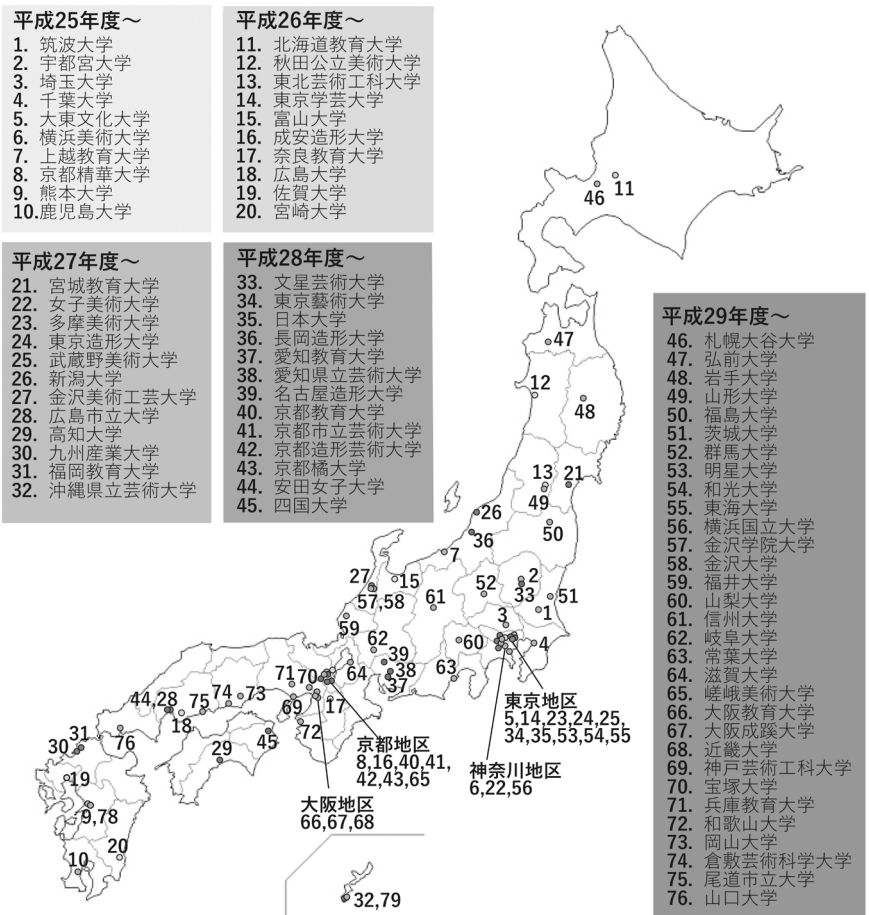 平成25年度～
1. 筑波大学
2. 宇都宮大学
3. 埼玉大学
4. 千葉大学
5. 大東文化大学
6. 横浜美術大学
7. 上越教育大学
8. 京都精華大学
9. 熊本大学
10.鹿児島大学
平成26年度～
11. 北海道教育大学
12. 秋田公立美術大学
13. 東北芸術工科大学
14. 東京学芸大学
15. 富山大学
16. 成安造形大学
17. 奈良教育大学
18. 広島大学
19. 佐賀大学
20. 宮崎大学
平成27年度～
21. 宮城教育大学
22. 女子美術大学
23. 多摩美術大学
24. 東京造形大学
25. 武蔵野美術大学
26. 新潟大学
27. 金沢美術工芸大学
28. 広島市立大学
29. 高知大学
30. 九州産業大学
31. 福岡教育大学
32. 沖縄県立芸術大学
平成28年度～
33. 文星芸術大学
34. 東京藝術大学
35. 日本大学
36. 長岡造形大学
37. 愛知教育大学
38. 愛知県立芸術大学
39. 名古屋造形大学
40. 京都教育大学
41. 京都市立芸術大学
42. 京都造形芸術大学
43. 京都橘大学
44. 安田女子大学
45. 四国大学
平成29年度～
46. 札幌大谷大学
47. 弘前大学
48. 岩手大学
49. 山形大学
50. 福島大学
51. 茨城大学
52. 群馬大学
53. 明星大学
54. 和光大学
55. 東海大学
56. 横浜国立大学
57. 金沢学院大学
58. 金沢大学
59. 福井大学
60. 山梨大学
61. 信州大学
62. 岐阜大学
63. 常葉大学
64. 滋賀大学
65. 嵯峨美術大学
66. 大阪教育大学
67. 大阪成蹊大学
68. 近畿大学
69. 神戸芸術工科大学
70. 宝塚大学
71. 兵庫教育大学
72. 和歌山大学
73. 岡山大学
74. 倉敷芸術科学大学
75. 尾道市立大学
76. 山口大学
46
11
47
12
48
13
21
49
26
50
36
7
27
15
52
2
33
51
57,58
61
1
59
3
62
60
4
39
38
37
63
64
71
70
69
17
72
44,28
75
74
73
18
31
30
76
29
45
19
9,78
10
20
東京地区
5,14,23,24,25,
34,35,53,54,55
神奈川地区
6,22,56
京都地区
8,16,40,41,
42,43,65
大阪地区
66,67,68
32,79